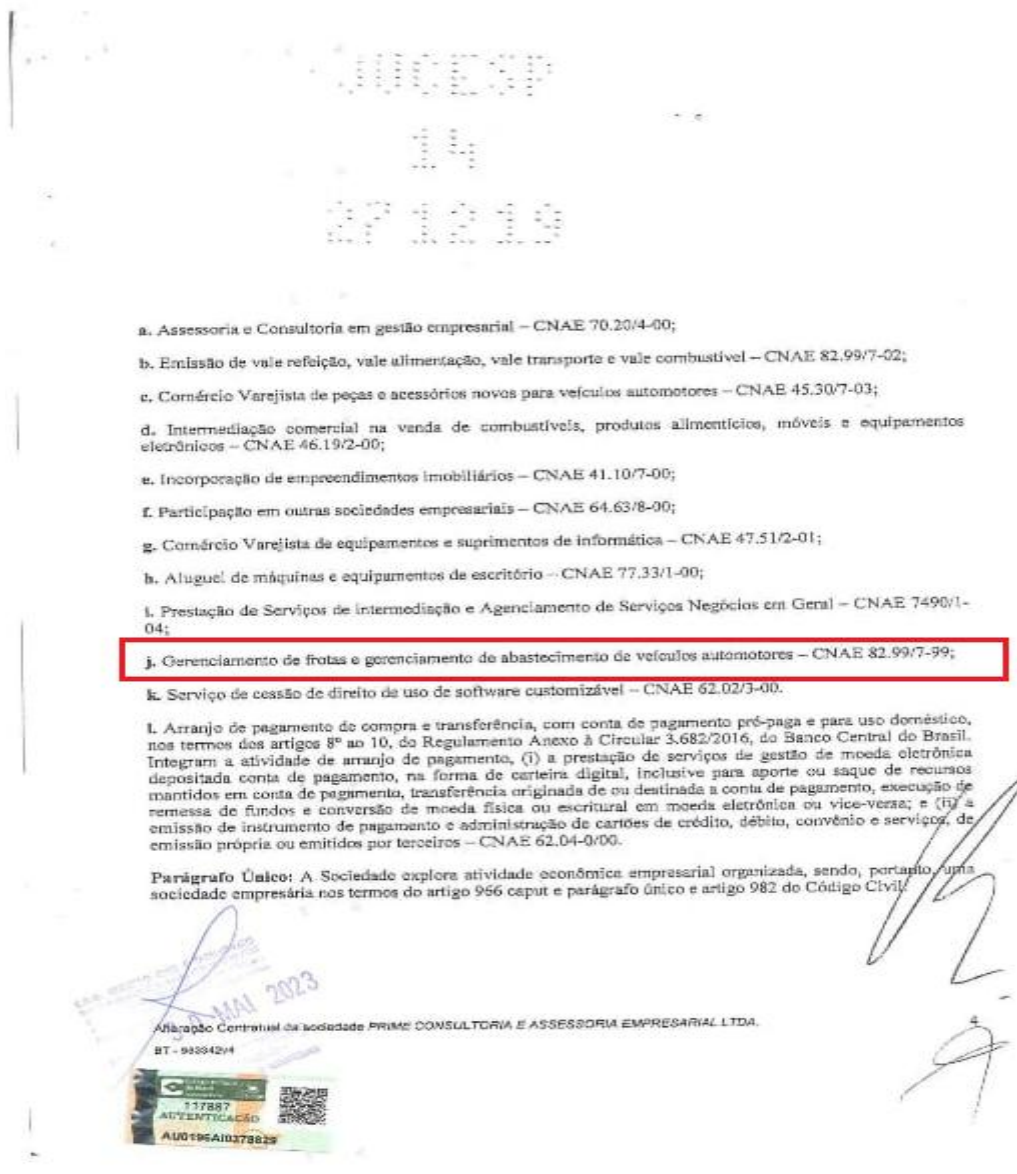 JUCESP
14
27 12 19
a. Assessoria e Consultoria em gestão empresarial – CNAE 70.20/4-00;
b. Emissão de vale refeição, vale alimentação, vale transporte e vale combustível – CNAE 82.99/7-02;
c. Comércio Varejista de peças e acessórios novos para veículos automotores – CNAE 45.30/7-03;
d. Intermediação comercial na venda de combustíveis, produtos alimentícios, móveis e equipamentos
eletrônicos – CNAE 46.19/2-00;
e. Incorporação de empreendimentos imobiliários – CNAE 41.10/7-00;
f. Participação em outras sociedades empresariais – CNAE 64.63/8-00;
g. Comércio Varejista de equipamentos e suprimentos de informática – CNAE 47.51/2-01;
h. Aluguel de máquinas e equipamentos de escritório – CNAE 77.33/1-00;
i. Prestação de Serviços de intermediação e Agenciamento de Serviços Negócios em Geral – CNAE 7490/1-
04;
j. Gerenciamento de frotas e gerenciamento de abastecimento de veículos automotores – CNAE 82.99/7-99;
k. Serviço de cessão de direito de uso de software customizável – CNAE 62.02/3-00.
l. Arranjo de pagamento de compra e transferência, com conta de pagamento pré-paga e para uso doméstico,
nos termos dos artigos 8º ao 10, do Regulamento Anexo à Circular 3.682/2016, do Banco Central do Brasil.
Integram a atividade de arranjo de pagamento, (i) a prestação de serviços de gestão de moeda eletrônica
depositada conta de pagamento, na forma de carteira digital, inclusive para aporte ou saque de recursos
mantidos em conta de pagamento, transferência originada de ou destinada a conta de pagamento, execução de
remessa de fundos e conversão de moeda física ou escritural em moeda eletrônica ou vice-versa; e (ii) a
emissão de instrumento de pagamento e administração de cartões de crédito, débito, convênio e serviços, de
emissão própria ou emitidos por terceiros – CNAE 62.04-0/00.
Parágrafo Único: A Sociedade explora atividade econômica empresarial organizada, sendo, portanto, uma
sociedade empresária nos termos do artigo 966 caput e parágrafo único e artigo 982 do Código Civil.
MAI 2023
Alteração Contratual da sociedade PRIME CONSULTORIA E ASSESSORIA EMPRESARIAL LTDA.
4
BT - 983342v4
117887
AUTENTICAÇÃO
AU0196AI0378829